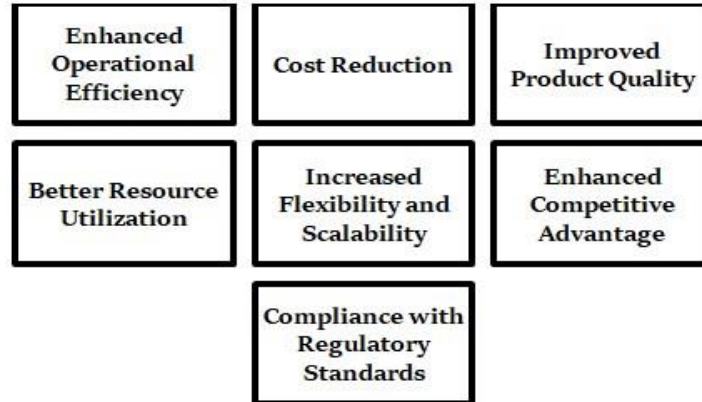 Enhanced
Operational
Efficiency
Cost Reduction
Improved
Product Quality
Better Resource
Utilization
Increased
Flexibility and
Scalability
Enhanced
Competitive
Advantage
Compliance with
Regulatory
Standards